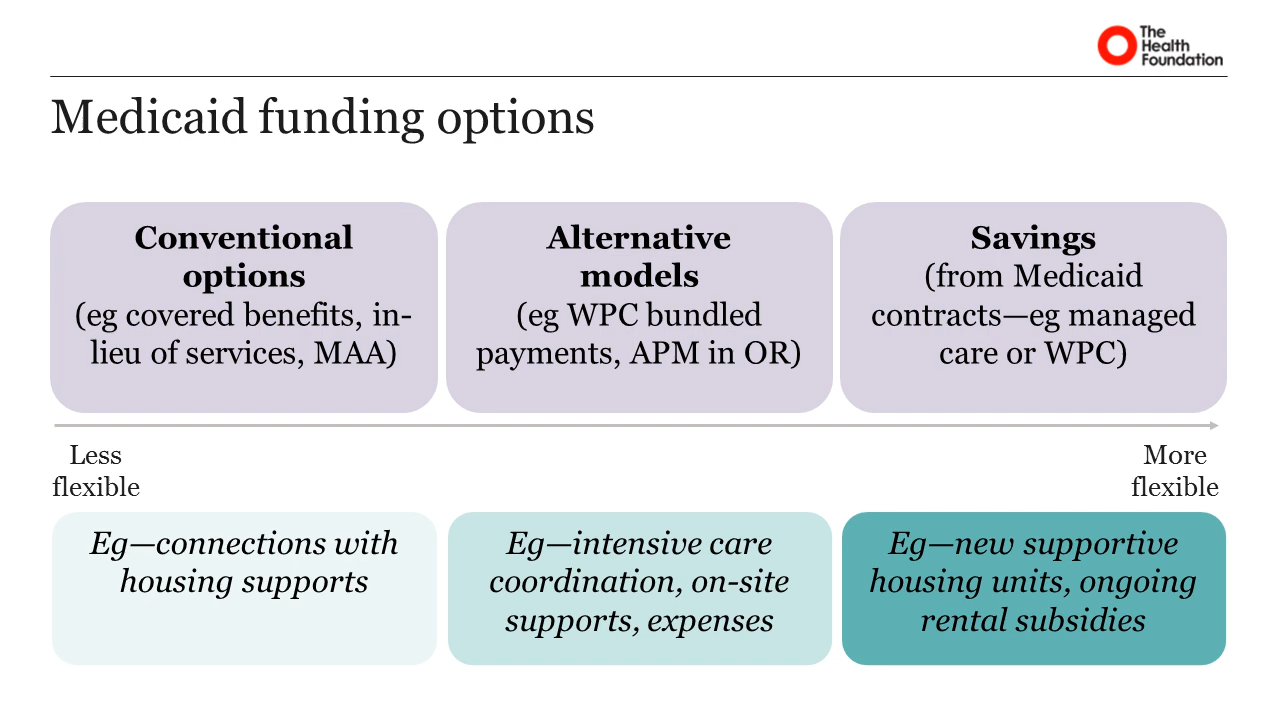 The
Health
Foundation
Medicaid funding options
Conventional
options
(eg covered benefits, in-
lieu of services, MAA)
Alternative
models
(eg WPC bundled
payments, APM in OR)
Savings
(from Medicaid
contracts—eg managed
care or WPC)
Less
flexible
More
flexible
Eg—connections with
housing supports
Eg—intensive care
coordination, on-site
supports, expenses
Eg—new supportive
housing units, ongoing
rental subsidies